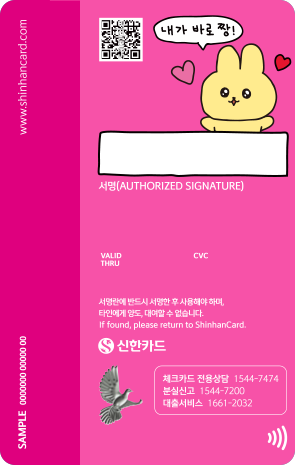 내가 바로 짱!
www.shinhancard.com
서명(AUTHORIZED SIGNATURE)
VALID
THRU
CVC
서명란에 반드시 서명한 후 사용해야 하며,
타인에게 양도, 대여할 수 없습니다.
If found, please return to ShinhanCard.
신한카드
체크카드 전용상담 1544-7474
분실신고 1544-7200
대출서비스 1661-2032
SAMPLE 0000000 00000 00